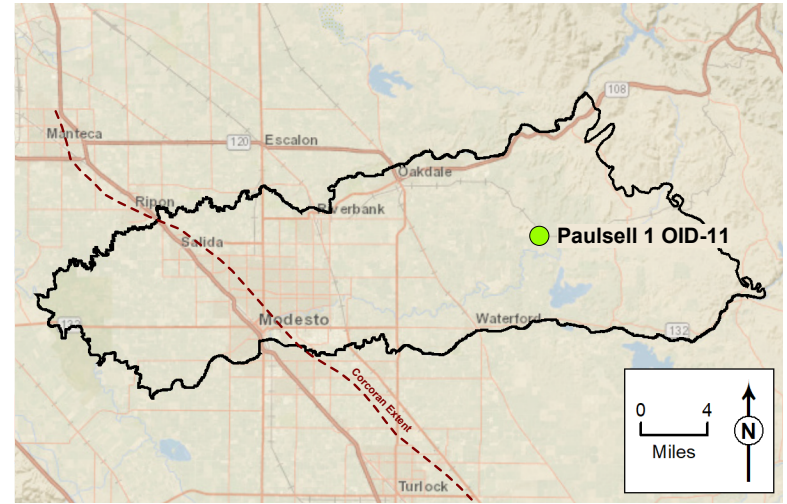 108
Manteca
120
Escalon
Oakdale
Ripon
Riverbank
Salida
Paulsell 1 OID-11
132
Modesto
Waterford
132
Corcoran Extent
0 4
Miles
N
Turlock